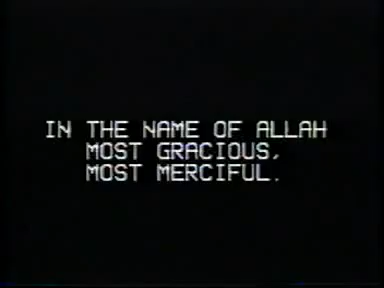 IN THE NAME OF ALLAH
MOST GRACIOUS,
MOST MERCIFUL.